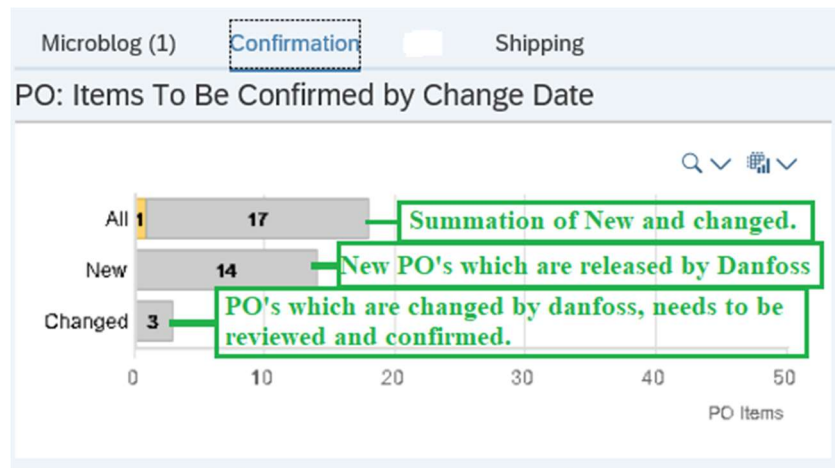 Microblog (1) Confirmation Shipping
PO: Items To Be Confirmed by Change Date
All 1 17 Summation of New and changed.
New 14 New PO's which are released by Danfoss
Changed 3 PO's which are changed by danfoss, needs to be
reviewed and confirmed.
0 10 20 30 40 50
PO Items